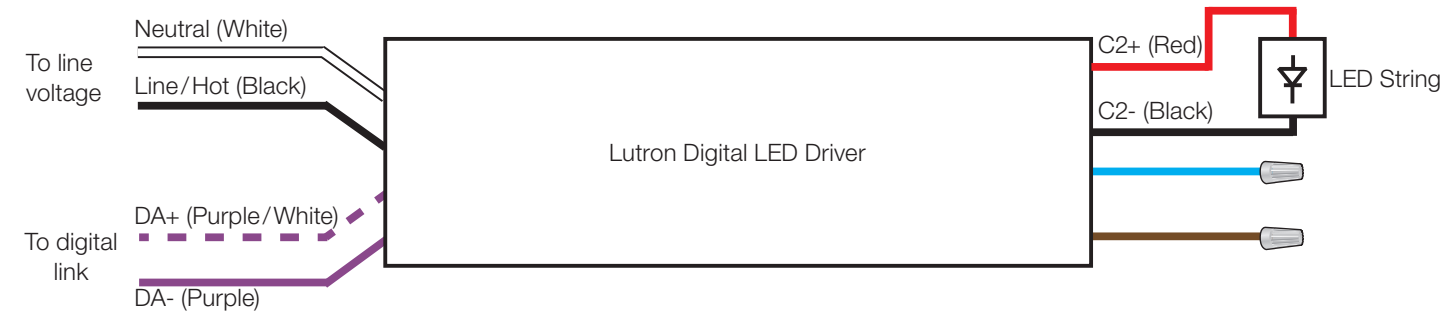 Neutral (White)
To line
voltage
Line/Hot (Black)
DA+ (Purple/White)
To digital
link
DA- (Purple)
Lutron Digital LED Driver
C2+ (Red)
LED String
C2- (Black)